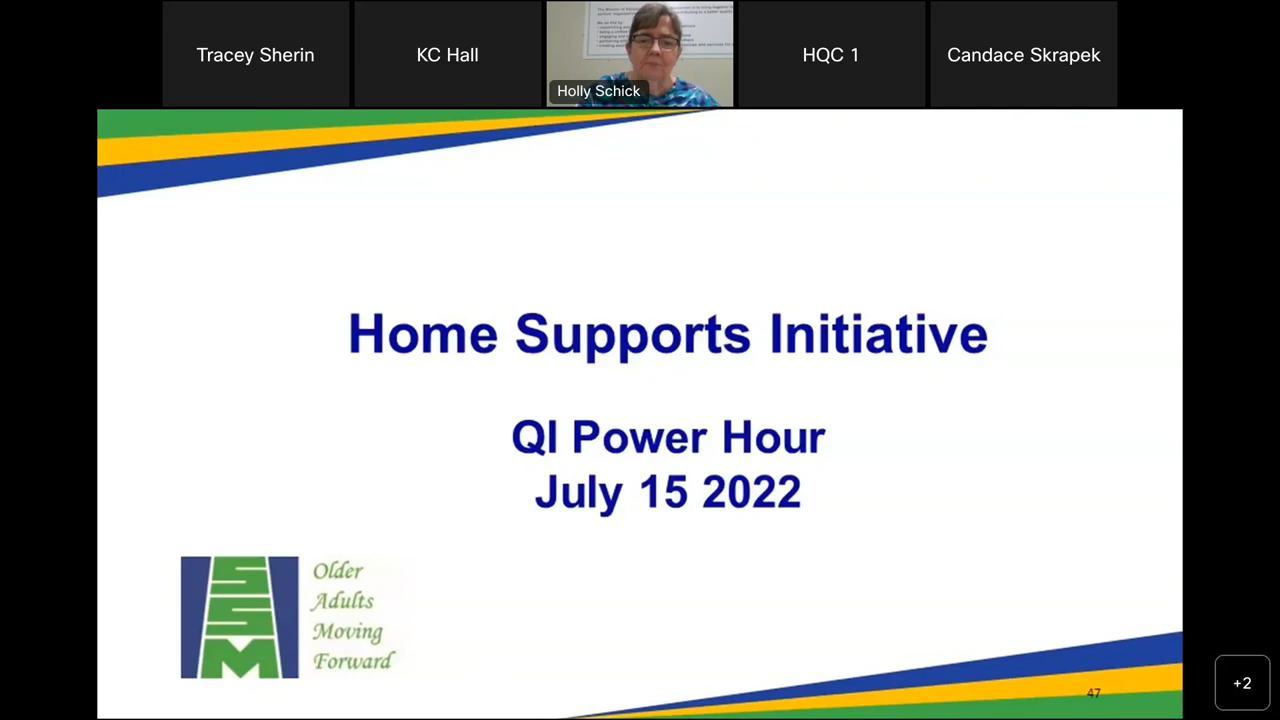 Tracey Sherin
KC Hall
Holly Schick
HQC 1
Candace Skrapek
Home Supports Initiative
QI Power Hour
July 15 2022
SSM
Older
Adults
Moving
Forward
47
+2